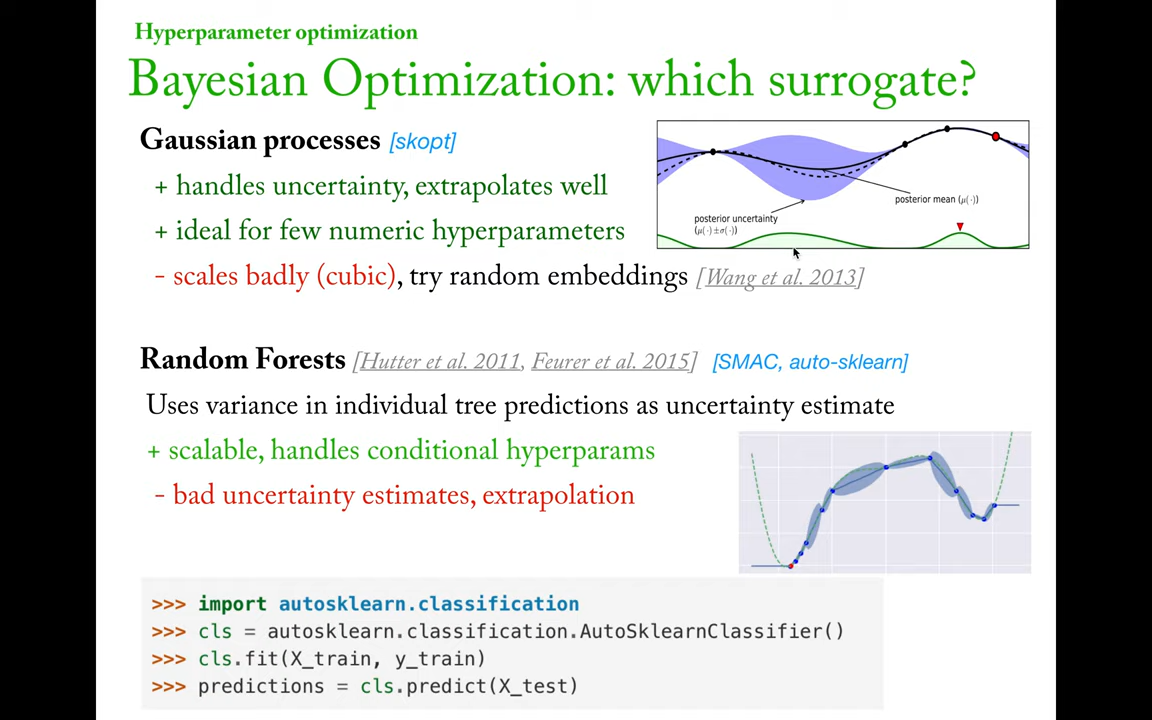 Hyperparameter optimization
Bayesian Optimization: which surrogate?
Gaussian processes [skopt]
+ handles uncertainty, extrapolates well
+ ideal for few numeric hyperparameters
- scales badly (cubic), try random embeddings [Wang et al. 2013]
posterior mean (μ(·))
posterior uncertainty
(μ(·)±σ(·))
Random Forests [Hutter et al. 2011, Feurer et al. 2015] [SMAC, auto-sklearn]
Uses variance in individual tree predictions as uncertainty estimate
+ scalable, handles conditional hyperparams
- bad uncertainty estimates, extrapolation
>>> import autosklearn.classification
>>> cls = autosklearn.classification.AutoSklearnClassifier()
>>> cls.fit(X_train, y_train)
>>> predictions = cls.predict(X_test)